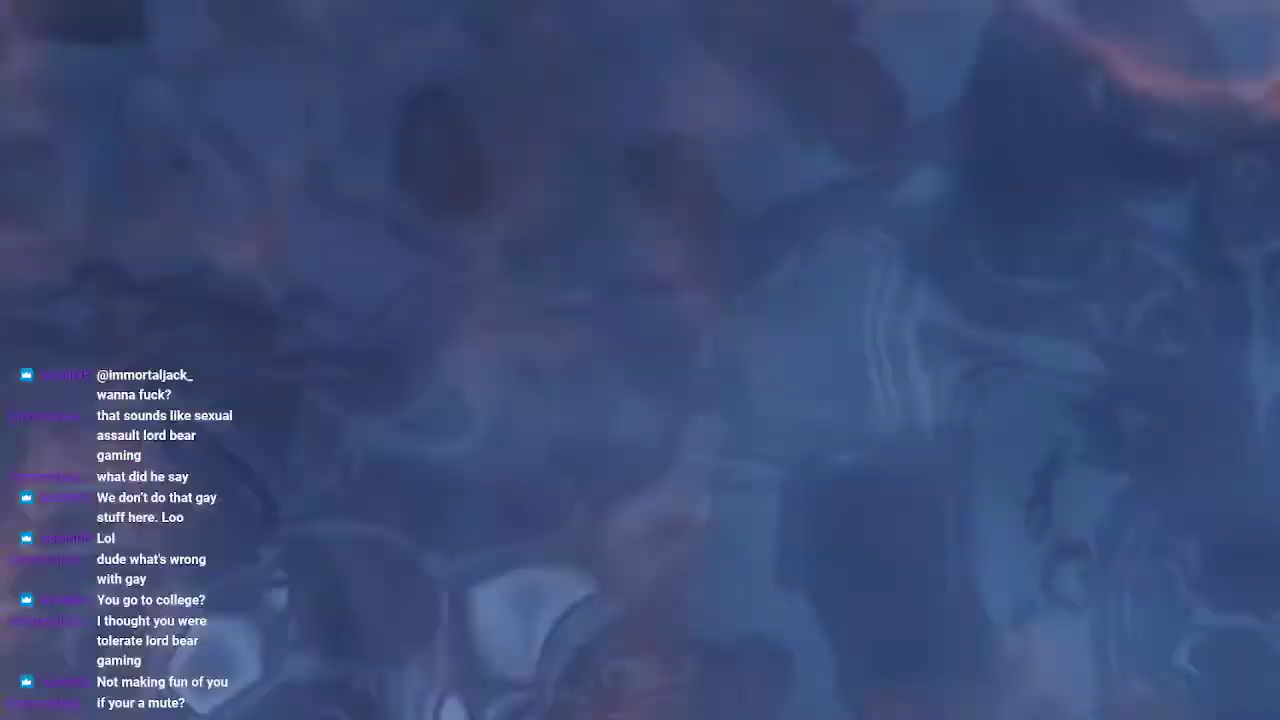 @immortaljack_
wanna fuck?
that sounds like sexual
assault lord bear
gaming
what did he say
We don't do that gay
stuff here. Loo
Lol
dude what's wrong
with gay
You go to college?
I thought you were
tolerate lord bear
gaming
Not making fun of you
if your a mute?